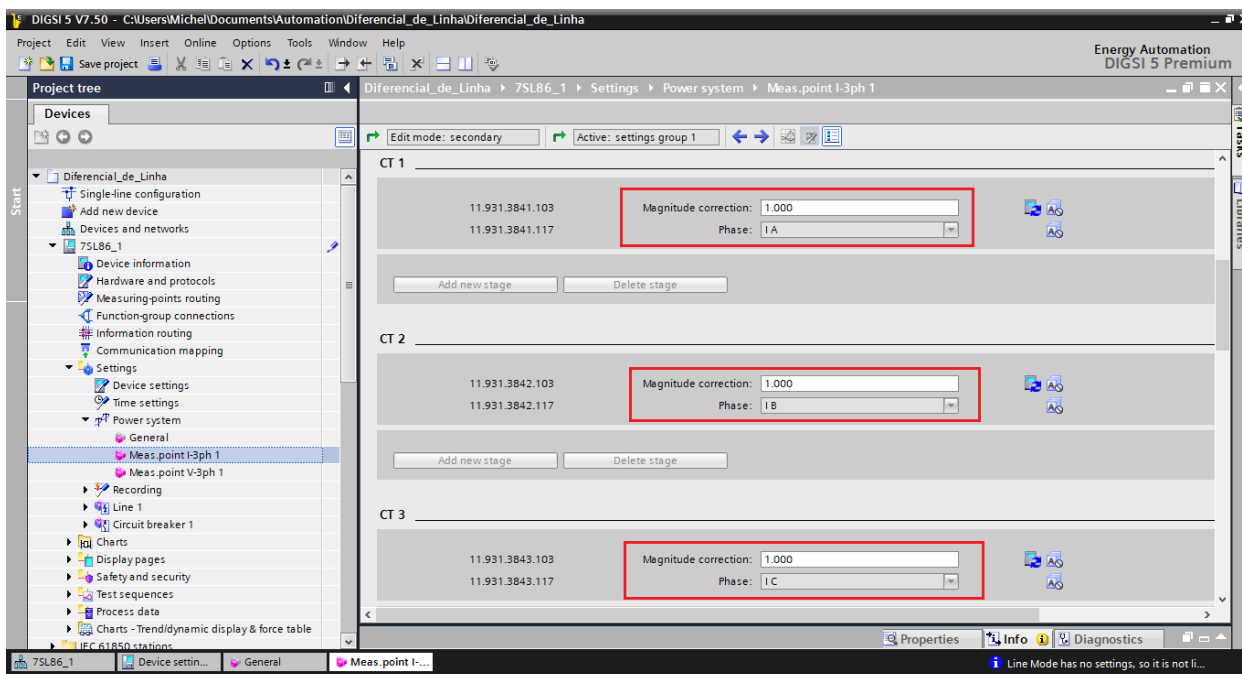 DIGSI 5 V7.50 - C:\Users\Michel\Documents\Automation\Diferencial_de_Linha\Diferencial_de_Linha
Project Edit View Insert Online Options Tools Window Help
Energy Automation
Save project
DIGSI 5 Premium
Project tree
Diferencial_de_Linha 7SL86_1 Settings Power system Meas.point I-3ph 1
Devices
Edit mode: secondary
Active: settings group 1
Tasks
Libraries
Start
Diferencial_de_Linha
Single-line configuration
Add new device
Devices and networks
7SL86_1
Device information
Hardware and protocols
Measuring-points routing
Function-group connections
Information routing
Communication mapping
Settings
Device settings
Time settings
Power system
General
Meas.point I-3ph 1
Meas.point V-3ph 1
Recording
Line 1
Circuit breaker 1
Charts
Display pages
Safety and security
Test sequences
Process data
Charts - Trend/dynamic display & force table
IEC 61850 stations
CT 1
11.931.3841.103 Magnitude correction: 1.000
11.931.3841.117 Phase: I A
Add new stage Delete stage
CT 2
11.931.3842.103 Magnitude correction: 1.000
11.931.3842.117 Phase: I B
Add new stage Delete stage
CT 3
11.931.3843.103 Magnitude correction: 1.000
11.931.3843.117 Phase: I C
Properties Info Diagnostics
7SL86_1 Device settin... General Meas.point I-... Line Mode has no settings, so it is not li...